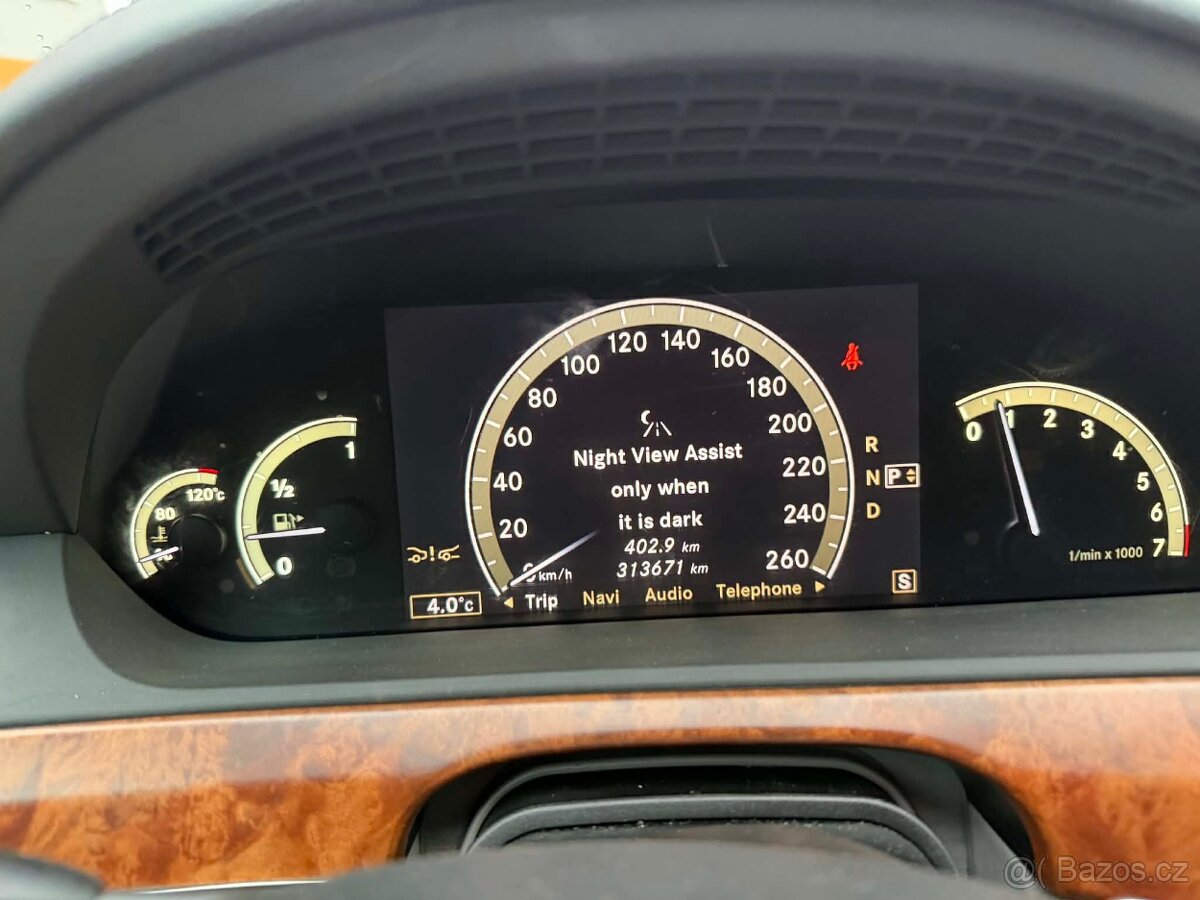 120°c
80
1
½
0
0
20
40
60
80
100
120
140
160
180
200
220
240
260
km/h
Night View Assist
only when
it is dark
402.9 km
313671 km
R
N P
D
S
4.0°c
Trip Navi Audio Telephone
0
1
2
3
4
5
6
7
1/min x 1000
@( Bazos.cz